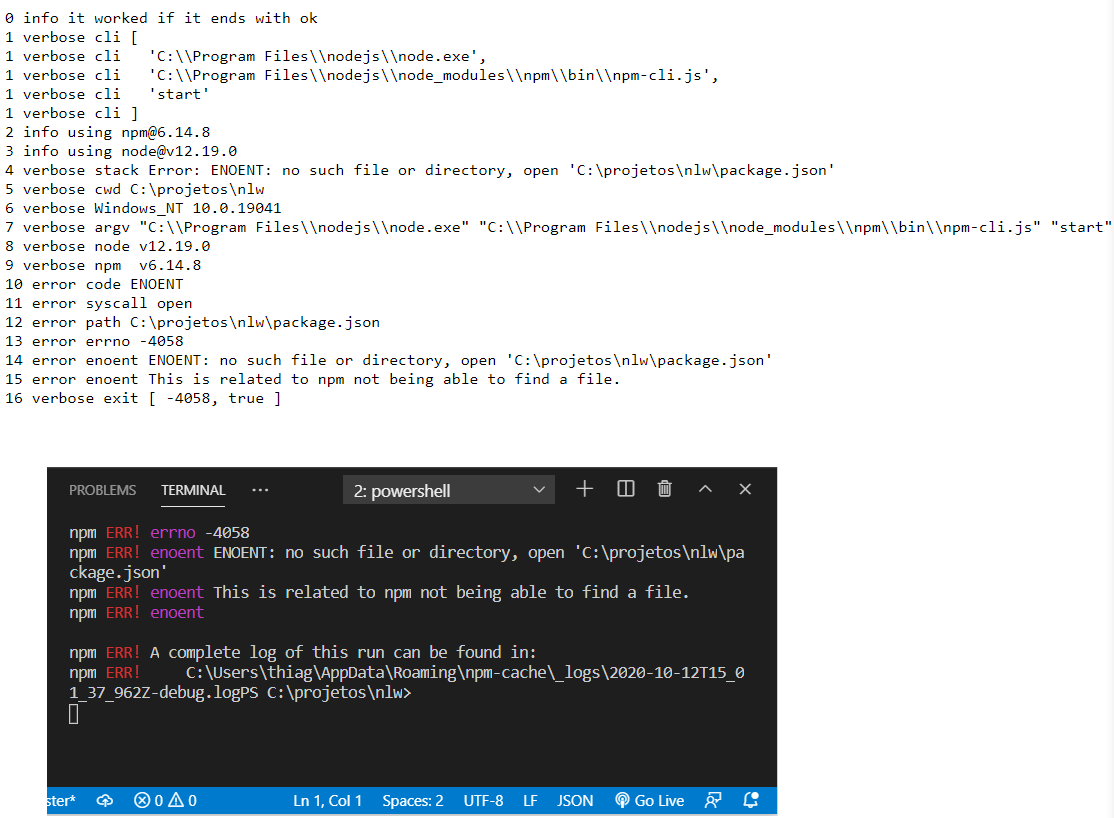 0 info it worked if it ends with ok
1 verbose cli [
1 verbose cli   'C:\\Program Files\\nodejs\\node.exe',
1 verbose cli   'C:\\Program Files\\nodejs\\node_modules\\npm\\bin\\npm-cli.js',
1 verbose cli   'start'
1 verbose cli ]
2 info using npm@6.14.8
3 info using node@v12.19.0
4 verbose stack Error: ENOENT: no such file or directory, open 'C:\projetos\nlw\package.json'
5 verbose cwd C:\projetos\nlw
6 verbose Windows_NT 10.0.19041
7 verbose argv "C:\\Program Files\\nodejs\\node.exe" "C:\\Program Files\\nodejs\\node_modules\\npm\\bin\\npm-cli.js" "start"
8 verbose node v12.19.0
9 verbose npm  v6.14.8
10 error code ENOENT
11 error syscall open
12 error path C:\projetos\nlw\package.json
13 error errno -4058
14 error enoent ENOENT: no such file or directory, open 'C:\projetos\nlw\package.json'
15 error enoent This is related to npm not being able to find a file.
16 verbose exit [ -4058, true ]
PROBLEMS TERMINAL ··· 2: powershell
npm ERR! errno -4058
npm ERR! enoent ENOENT: no such file or directory, open 'C:\projetos\nlw\pa
ckage.json'
npm ERR! enoent This is related to npm not being able to find a file.
npm ERR! enoent
npm ERR! A complete log of this run can be found in:
npm ERR!     C:\Users\thiag\AppData\Roaming\npm-cache\_logs\2020-10-12T15_0
1_37_962Z-debug.logPS C:\projetos\nlw>
ster* 0 0 Ln 1, Col 1 Spaces: 2 UTF-8 LF JSON Go Live